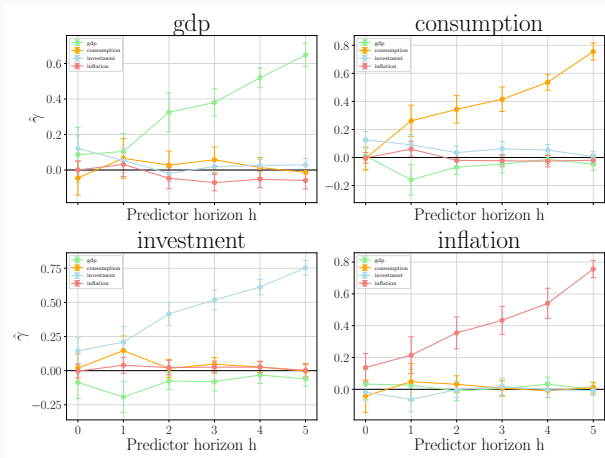 gdp
gdp
consumption
investment
inflation
0.6
0.4
0.2
0.0
γ̂
Predictor horizon h
consumption
gdp
consumption
investment
inflation
0.8
0.6
0.4
0.2
0.0
−0.2
Predictor horizon h
investment
gdp
consumption
investment
inflation
0.75
0.50
0.25
0.00
−0.25
γ̂
0 1 2 3 4 5
Predictor horizon h
inflation
gdp
consumption
investment
inflation
0.8
0.6
0.4
0.2
0.0
0 1 2 3 4 5
Predictor horizon h